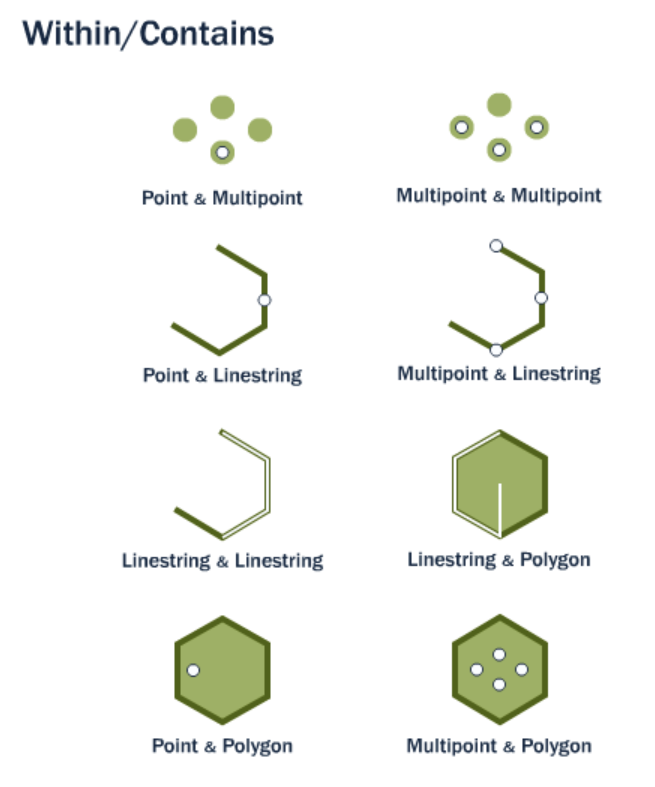 Within/Contains
Point & Multipoint
Multipoint & Multipoint
Point & Linestring
Multipoint & Linestring
Linestring & Linestring
Linestring & Polygon
Point & Polygon
Multipoint & Polygon